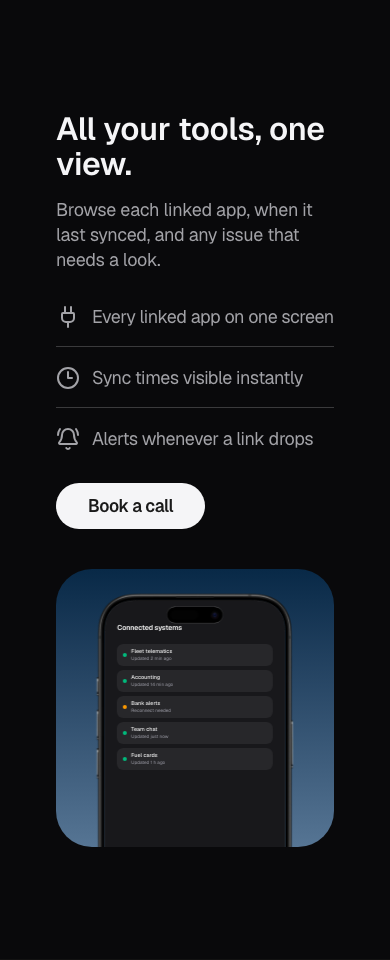 All your tools, one
view.
Browse each linked app, when it
last synced, and any issue that
needs a look.
Every linked app on one screen
Sync times visible instantly
Alerts whenever a link drops
Book a call
Connected systems
Fleet telematics
Updated 2 min ago
Accounting
Updated 14 min ago
Bank alerts
Reconnect needed
Team chat
Updated just now
Fuel cards
Updated 1 h ago